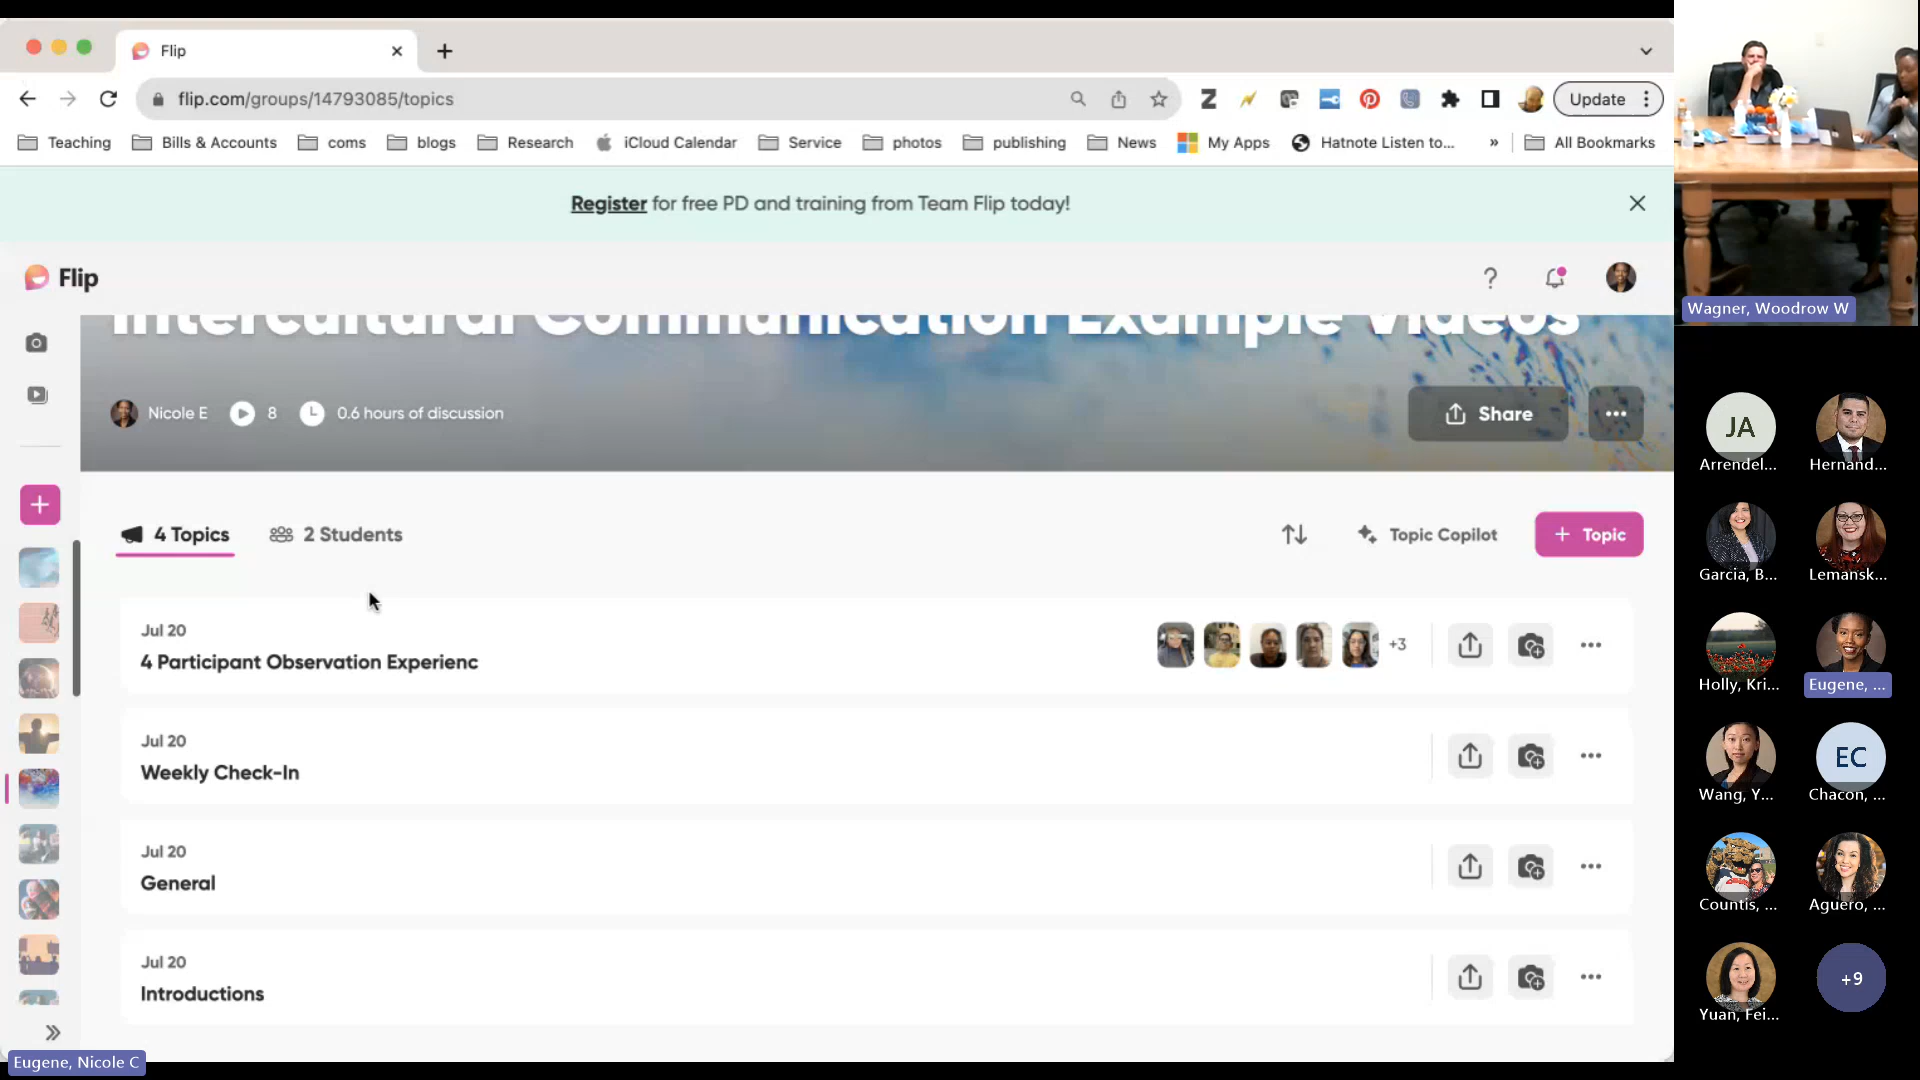 Flip
flip.com/groups/14793085/topics
Update
Teaching
Bills & Accounts
coms
blogs
Research
iCloud Calendar
Service
photos
publishing
News
My Apps
Hatnote Listen to...
»
All Bookmarks
Register for free PD and training from Team Flip today!
Flip
Intercultural Communication Example Videos
Nicole E
8
0.6 hours of discussion
Share
4 Topics
2 Students
Topic Copilot
+ Topic
Jul 20
4 Participant Observation Experienc
+3
Jul 20
Weekly Check-In
Jul 20
General
Jul 20
Introductions
Eugene, Nicole C
Wagner, Woodrow W
JA
Arrendel...
Hernand...
Garcia, B...
Lemansk...
Holly, Kri...
Eugene, ...
Wang, Y...
EC
Chacon, ...
Countis, ...
Aguero, ...
Yuan, Fei...
+9